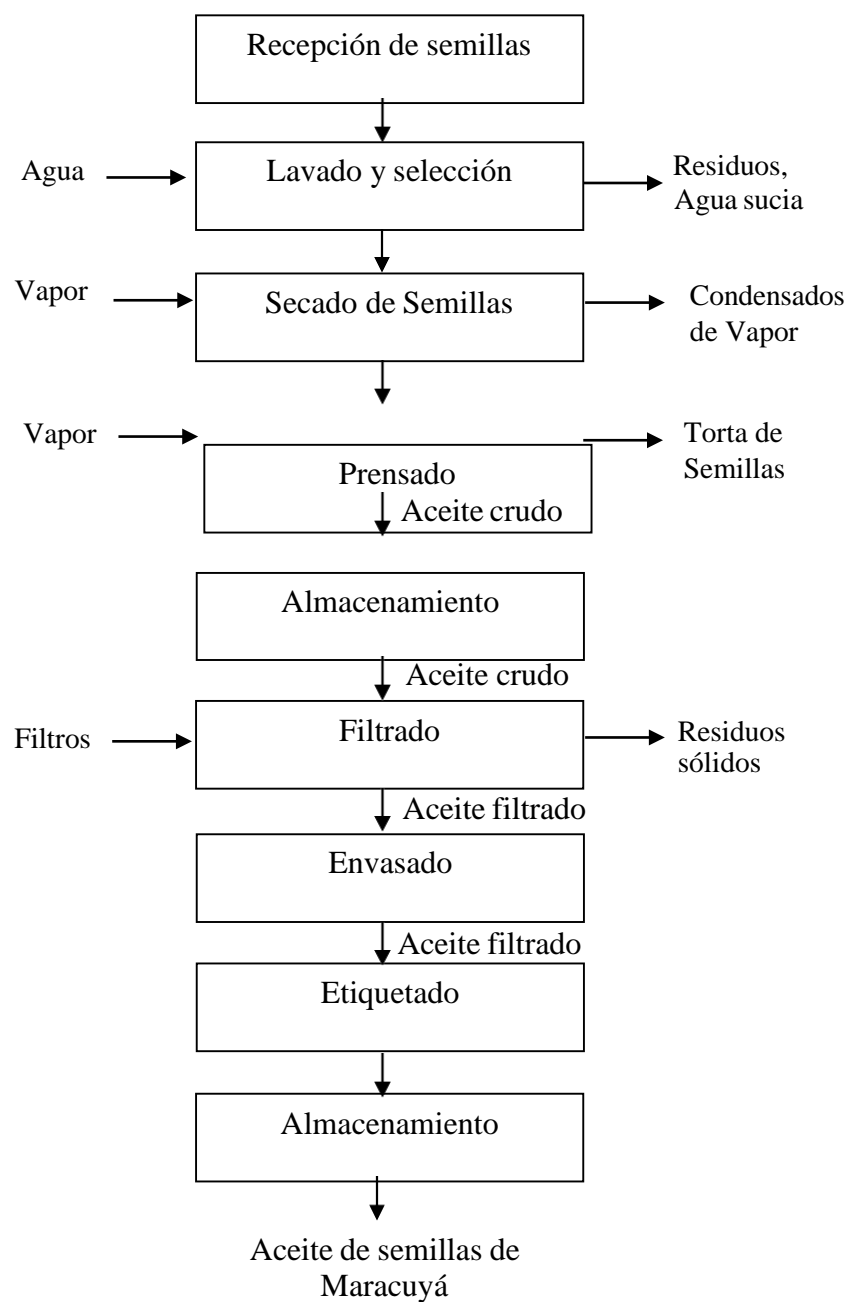 Recepción de semillas
Agua
Lavado y selección
Residuos,
Agua sucia
Vapor
Secado de Semillas
Condensados
de Vapor
Vapor
Torta de
Semillas
Prensado
Aceite crudo
Almacenamiento
Aceite crudo
Filtros
Filtrado
Residuos
sólidos
Aceite filtrado
Envasado
Aceite filtrado
Etiquetado
Almacenamiento
Aceite de semillas de
Maracuyá